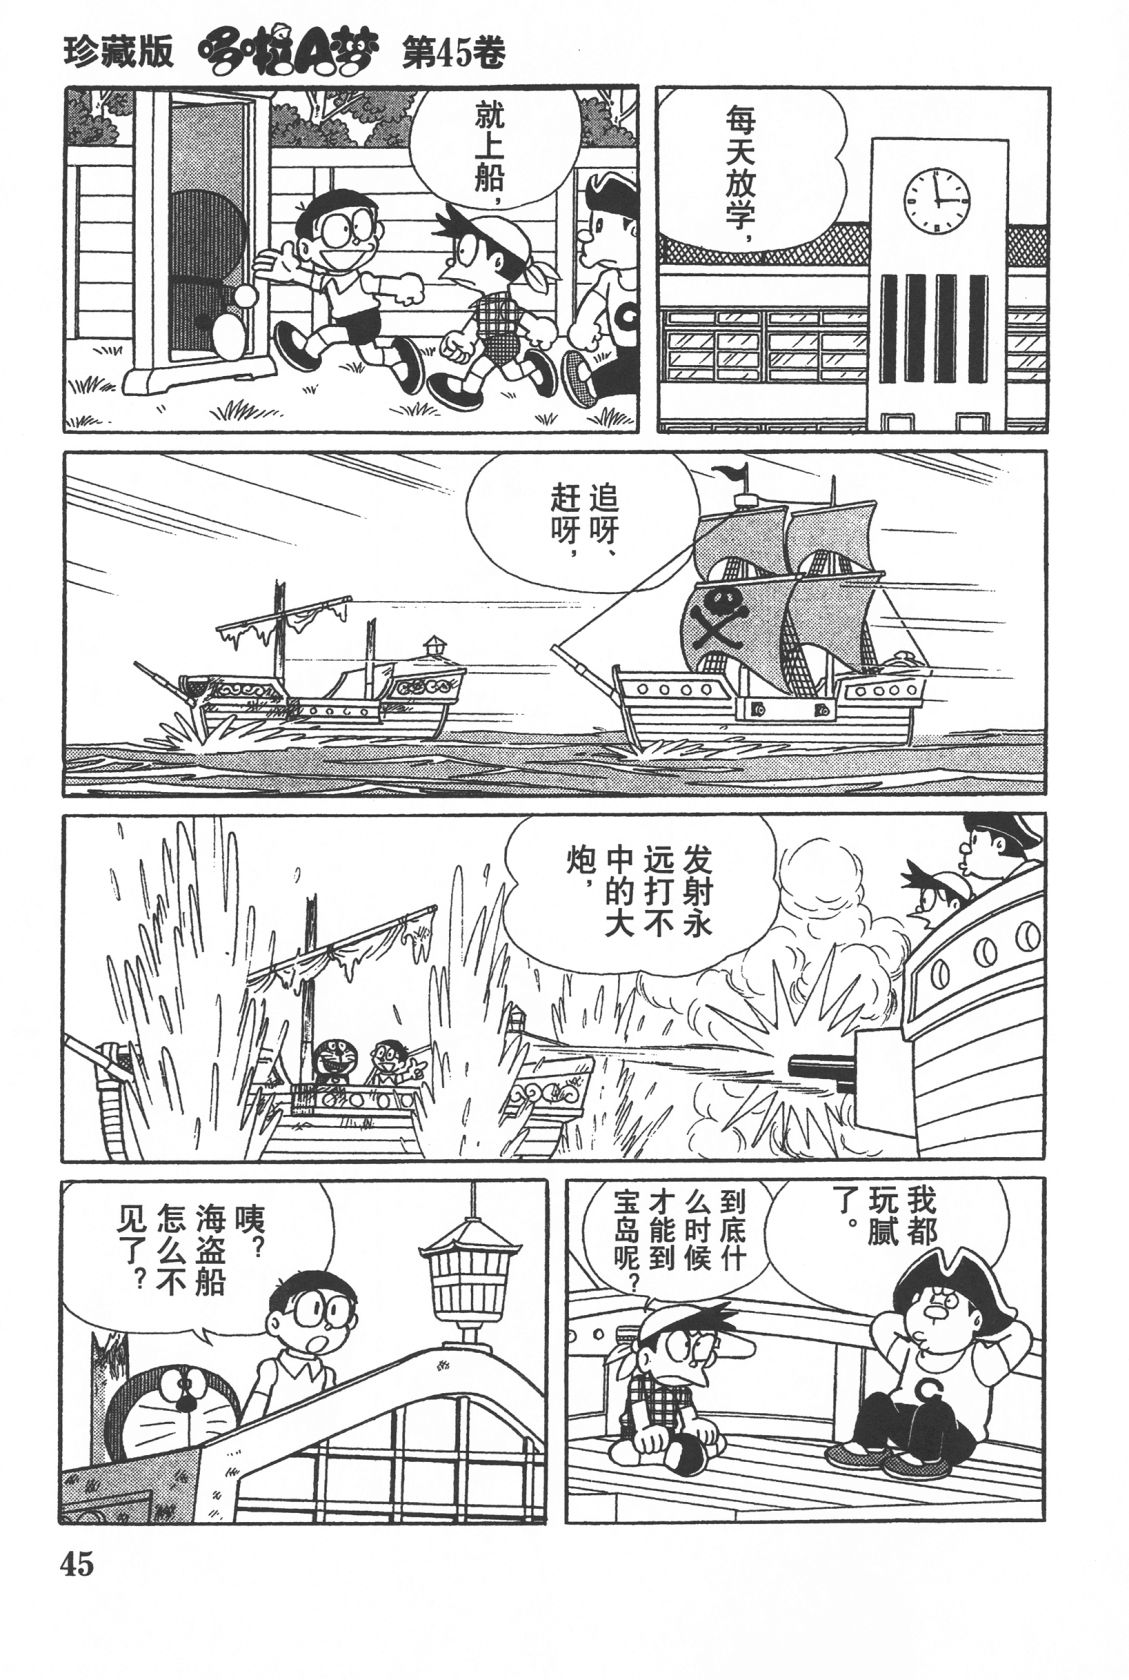 珍藏版 哆啦A梦 第45卷
每天放学，
就上船，
追呀、
赶呀，
发射永
远打不
中的大
炮，
我都
玩腻
了。
到底什
么时候
才能到
宝岛呢？
咦？
海盗船
怎么不
见了？
45